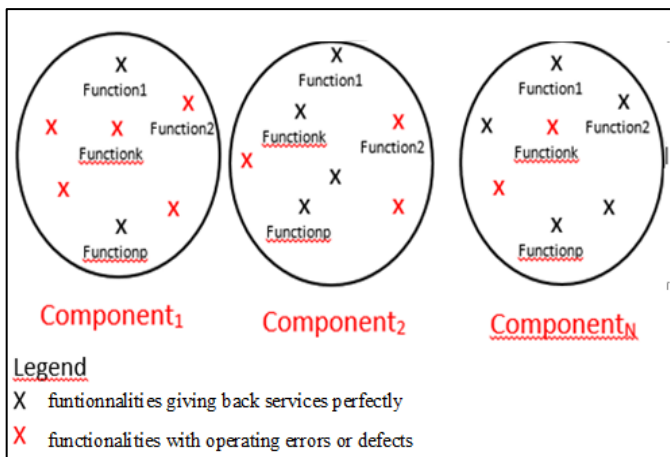 X X X
Function1 Function1 Function1
X X X
X X Function2 X X X Function2
Functionk Functionk Function2 X Functionk
X X X
X X X X X X
X X
Functionp Functionp Functionp
Component1 Component2 ComponentN
Legend
X funtionnalities giving back services perfectly
X functionalities with operating errors or defects